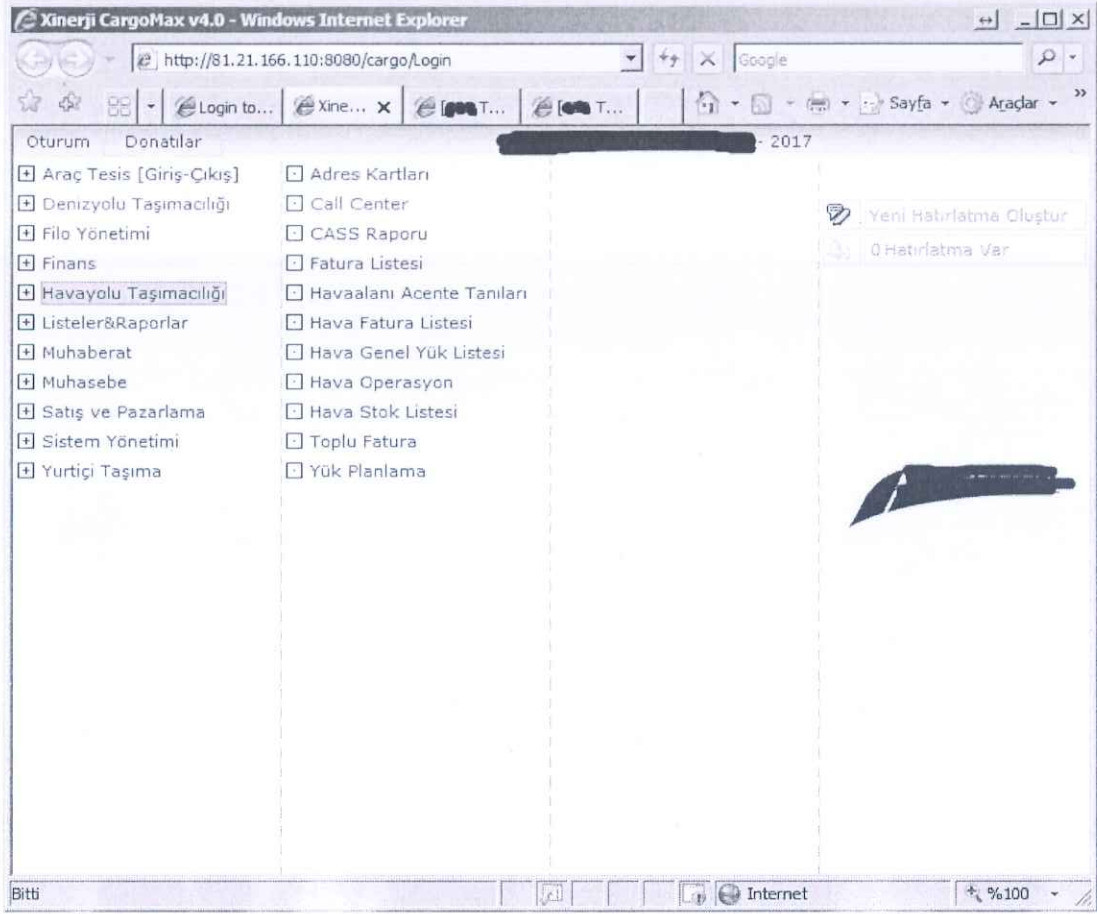 Xinerji CargoMax v4.0 - Windows Internet Explorer
http://81.21.166.110:8080/cargo/Login
Google
Login to... Xine... T... T... Sayfa Araçlar
Oturum Donatılar - 2017
Araç Tesis [Giriş-Çıkış]
Denizyolu Taşımacılığı
Filo Yönetimi
Finans
Havayolu Taşımacılığı
Listeler&Raporlar
Muhaberat
Muhasebe
Satış ve Pazarlama
Sistem Yönetimi
Yurtiçi Taşıma
Adres Kartları
Call Center
CASS Raporu
Fatura Listesi
Havaalanı Acente Tanıları
Hava Fatura Listesi
Hava Genel Yük Listesi
Hava Operasyon
Hava Stok Listesi
Toplu Fatura
Yük Planlama
Yeni Hatırlatma Oluştur
0 Hatırlatma Var
Bitti Internet %100